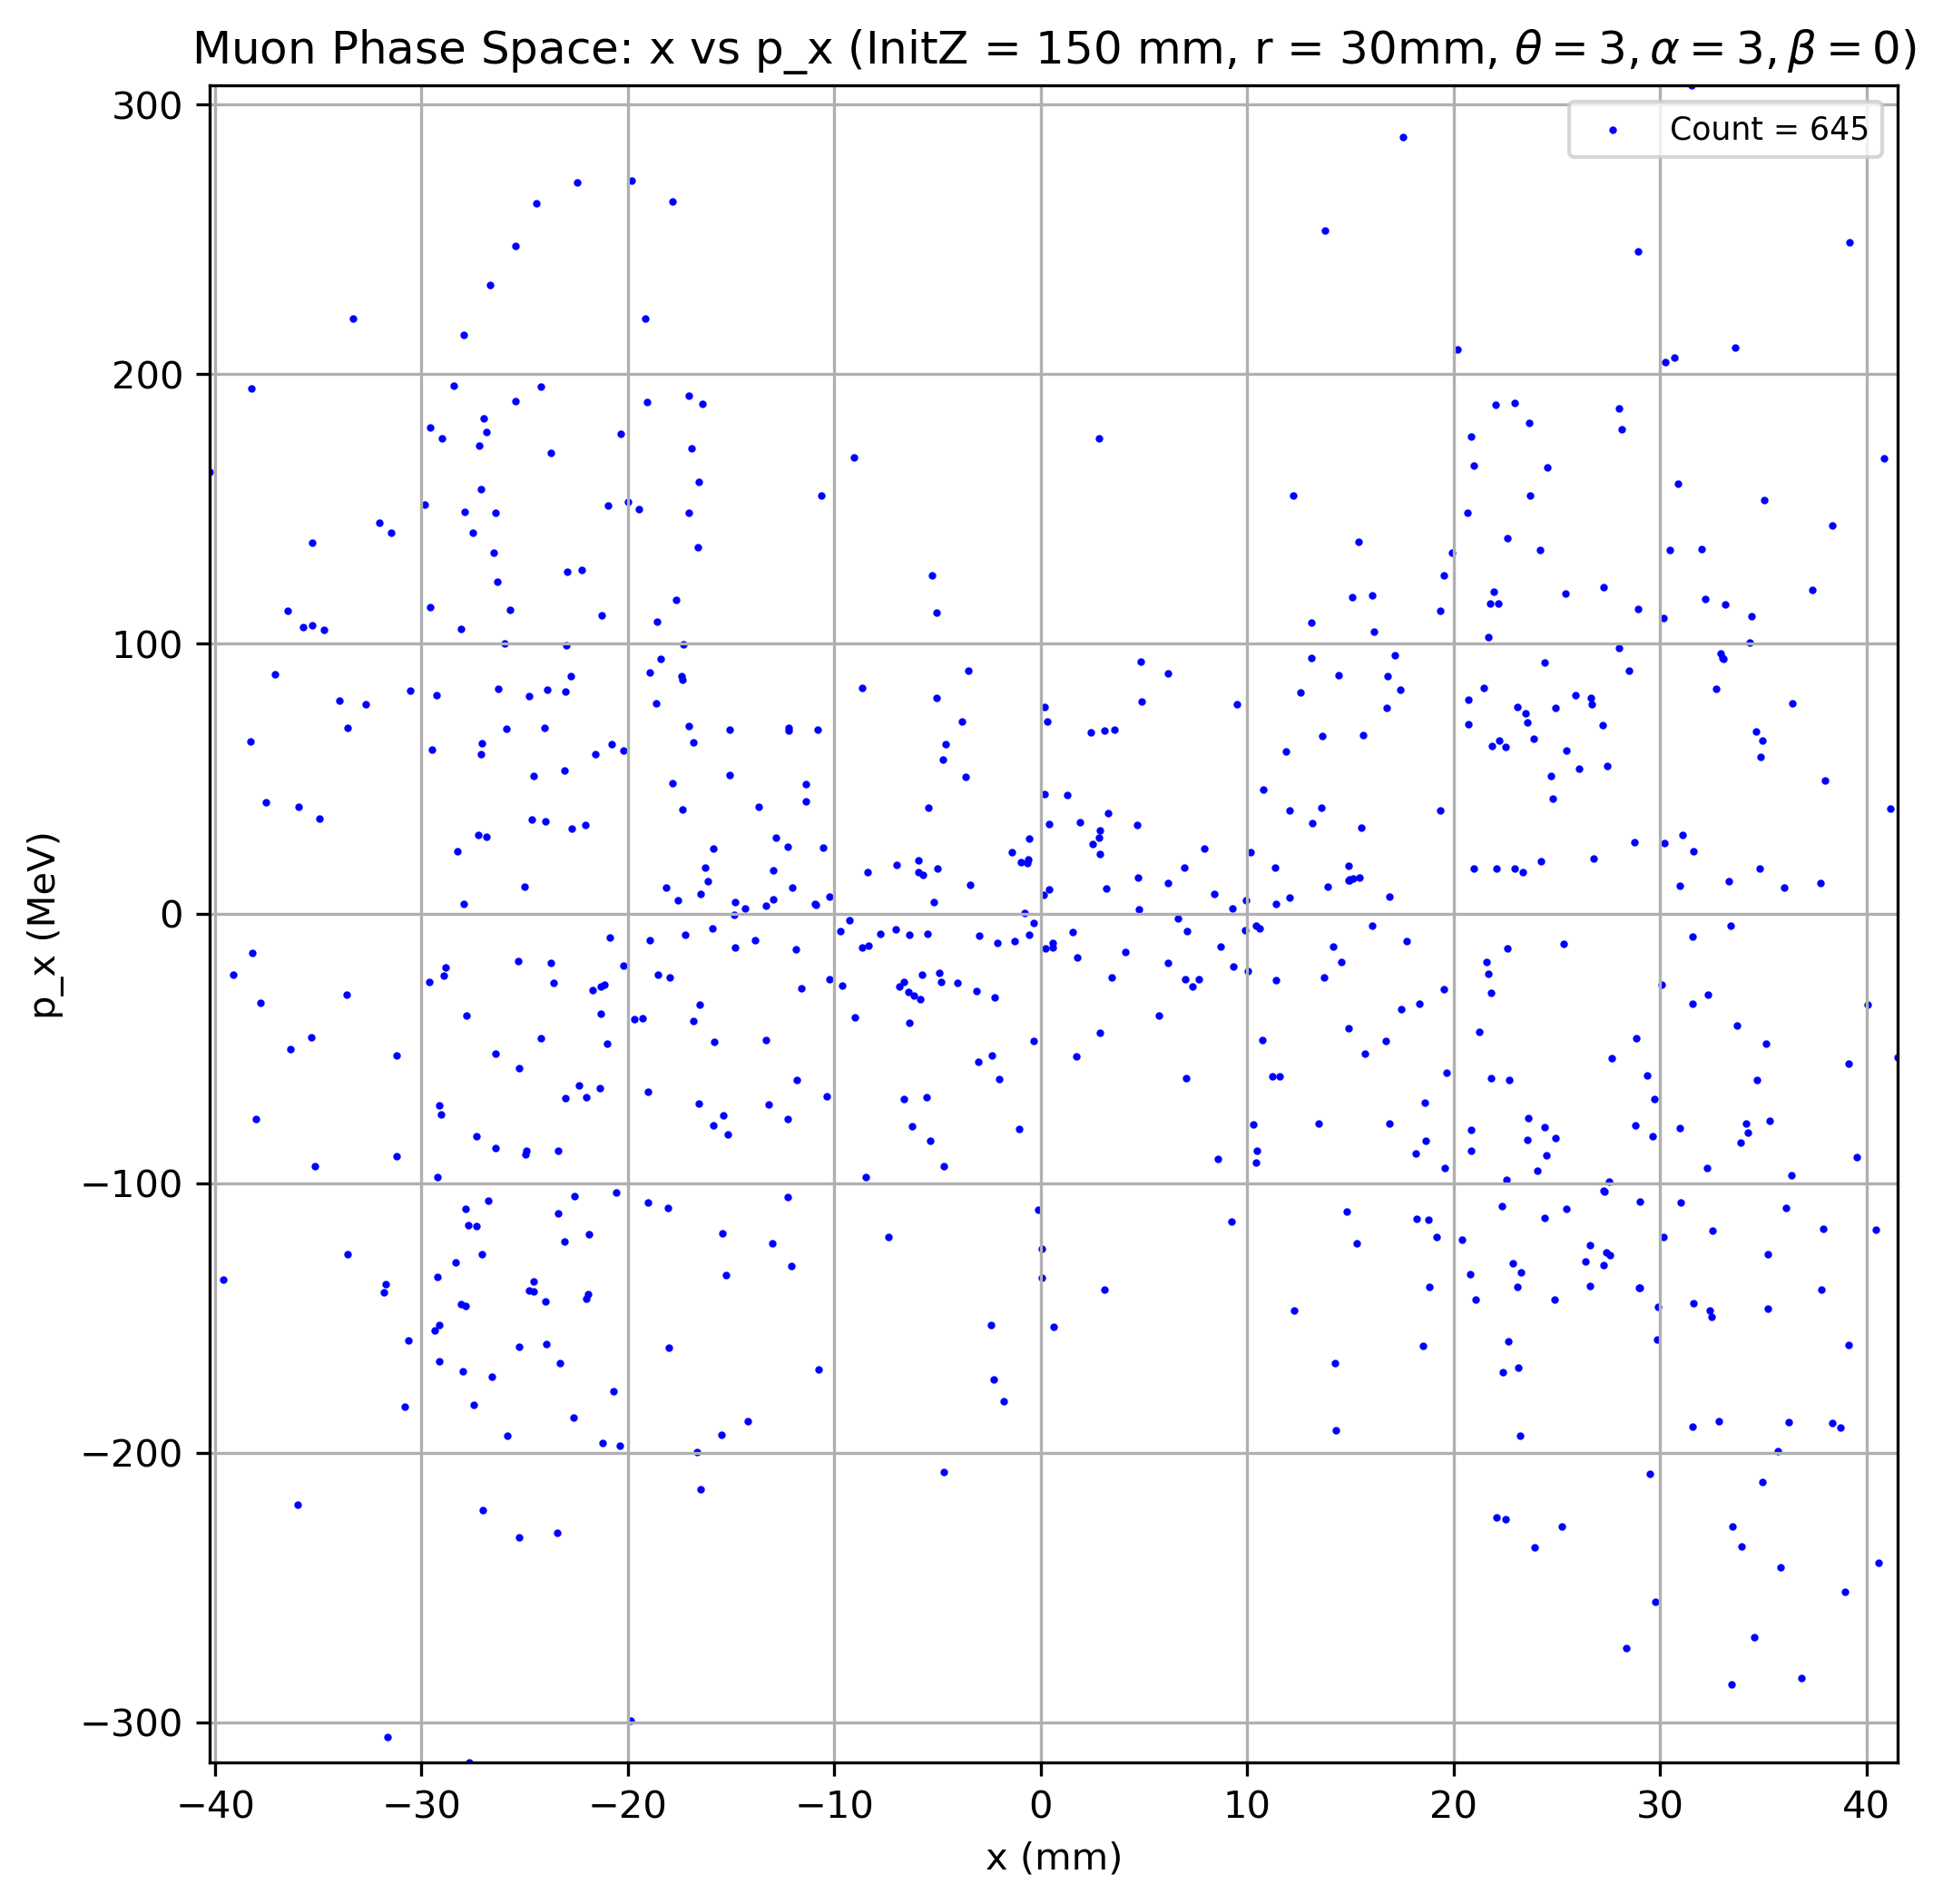 Muon Phase Space: x vs p_x (InitZ = 150 mm, r = 30mm, θ = 3, α = 3, β = 0)
Count = 645
300
200
100
0
−100
−200
−300
p_x (MeV)
−40 −30 −20 −10 0 10 20 30 40
x (mm)